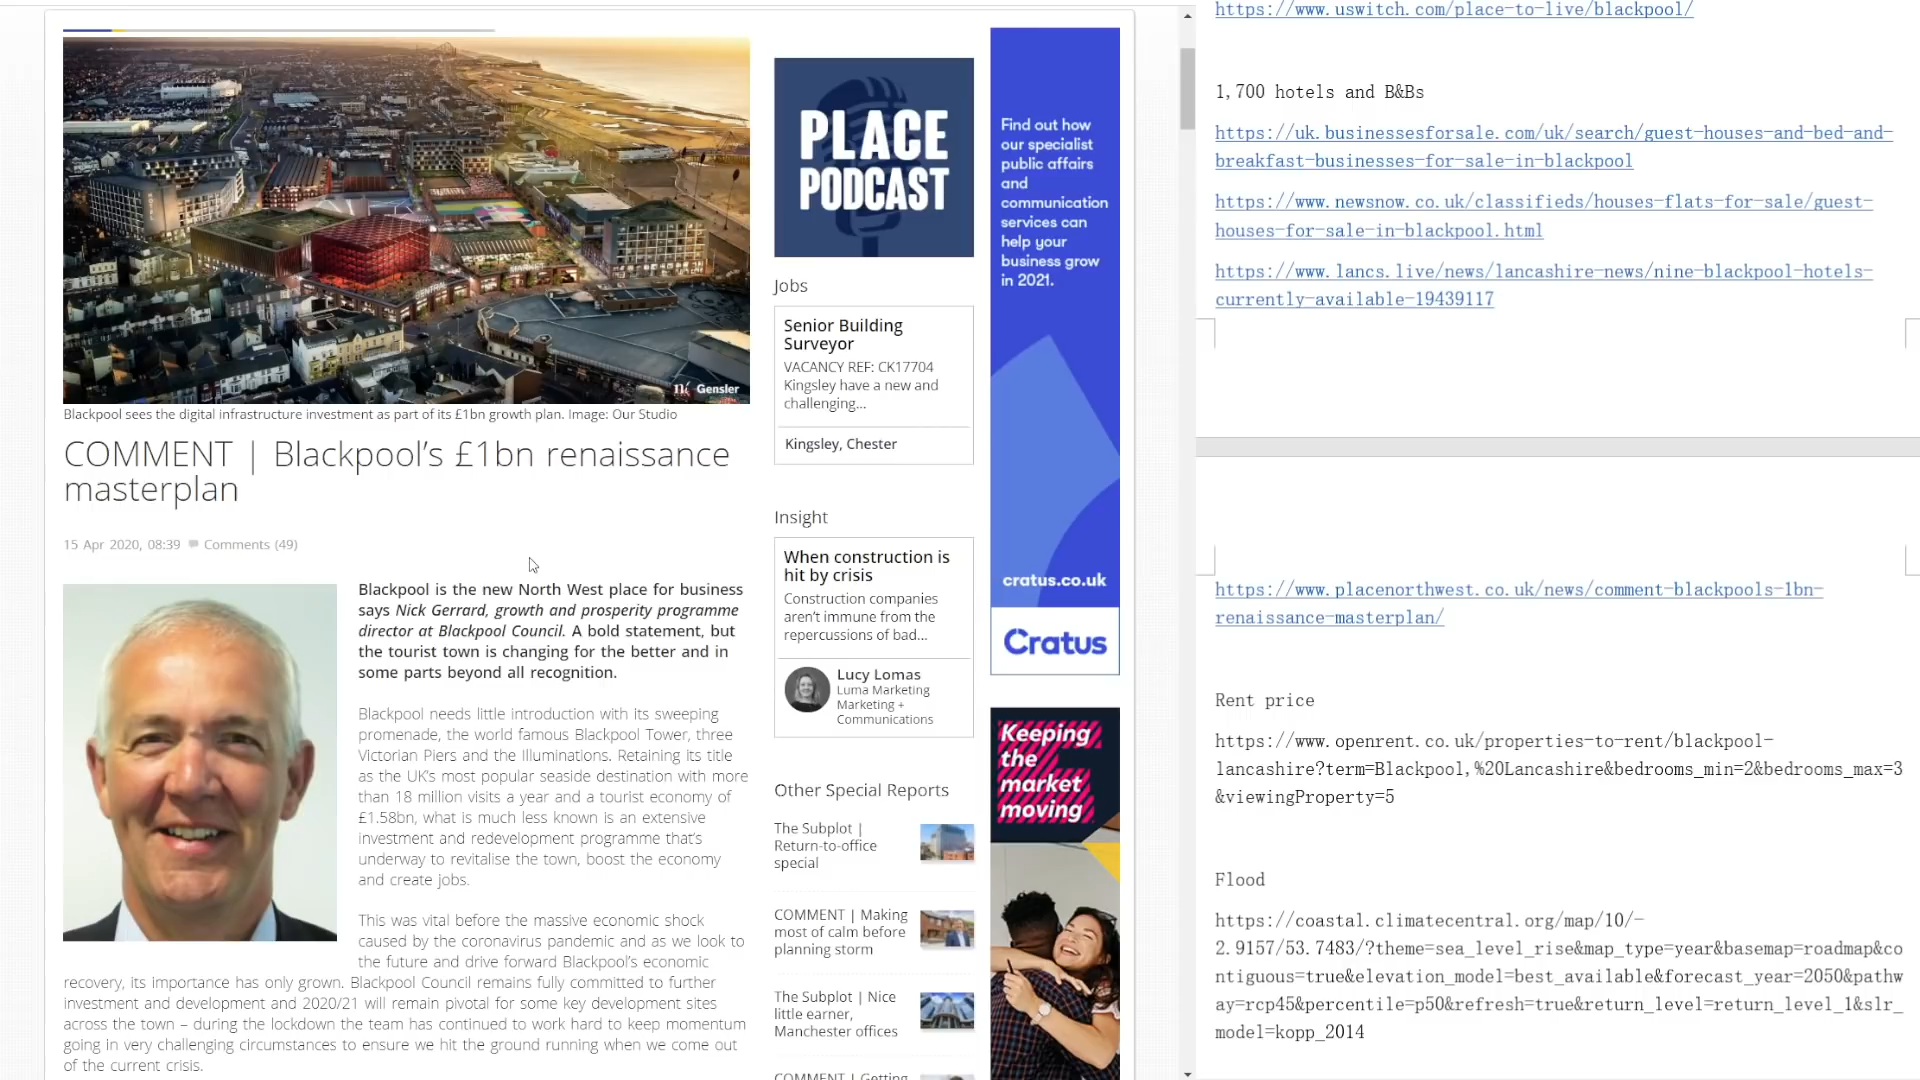 Gensler
Blackpool sees the digital infrastructure investment as part of its £1bn growth plan. Image: Our Studio
COMMENT | Blackpool's £1bn renaissance
masterplan
15 Apr 2020, 08:39 Comments (49)
Blackpool is the new North West place for business
says Nick Gerrard, growth and prosperity programme
director at Blackpool Council. A bold statement, but
the tourist town is changing for the better and in
some parts beyond all recognition.
Blackpool needs little introduction with its sweeping
promenade, the world famous Blackpool Tower, three
Victorian Piers and the Illuminations. Retaining its title
as the UK's most popular seaside destination with more
than 18 million visits a year and a tourist economy of
£1.58bn, what is much less known is an extensive
investment and redevelopment programme that's
underway to revitalise the town, boost the economy
and create jobs.
This was vital before the massive economic shock
caused by the coronavirus pandemic and as we look to
the future and drive forward Blackpool's economic
recovery, its importance has only grown. Blackpool Council remains fully committed to further
investment and development and 2020/21 will remain pivotal for some key development sites
across the town – during the lockdown the team has continued to work hard to keep momentum
going in very challenging circumstances to ensure we hit the ground running when we come out
of the current crisis.
PLACE
PODCAST
Jobs
Senior Building
Surveyor
VACANCY REF: CK17704
Kingsley have a new and
challenging...
Kingsley, Chester
Insight
When construction is
hit by crisis
Construction companies
aren't immune from the
repercussions of bad...
Lucy Lomas
Luma Marketing
Marketing +
Communications
Other Special Reports
The Subplot |
Return-to-office
special
COMMENT | Making
most of calm before
planning storm
The Subplot | Nice
little earner,
Manchester offices
COMMENT | Getting
Find out how
our specialist
public affairs
and
communication
services can
help your
business grow
in 2021.
cratus.co.uk
Cratus
Keeping
the
market
moving
https://www.uswitch.com/place-to-live/blackpool/
1,700 hotels and B&Bs
https://uk.businessesforsale.com/uk/search/guest-houses-and-bed-and-
breakfast-businesses-for-sale-in-blackpool
https://www.newsnow.co.uk/classifieds/houses-flats-for-sale/guest-
houses-for-sale-in-blackpool.html
https://www.lancs.live/news/lancashire-news/nine-blackpool-hotels-
currently-available-19439117
https://www.placenorthwest.co.uk/news/comment-blackpools-1bn-
renaissance-masterplan/
Rent price
https://www.openrent.co.uk/properties-to-rent/blackpool-
lancashire?term=Blackpool,%20Lancashire&bedrooms_min=2&bedrooms_max=3
&viewingProperty=5
Flood
https://coastal.climatecentral.org/map/10/-
2.9157/53.7483/?theme=sea_level_rise&map_type=year&basemap=roadmap&co
ntiguous=true&elevation_model=best_available&forecast_year=2050&pathw
ay=rcp45&percentile=p50&refresh=true&return_level=return_level_1&slr_
model=kopp_2014